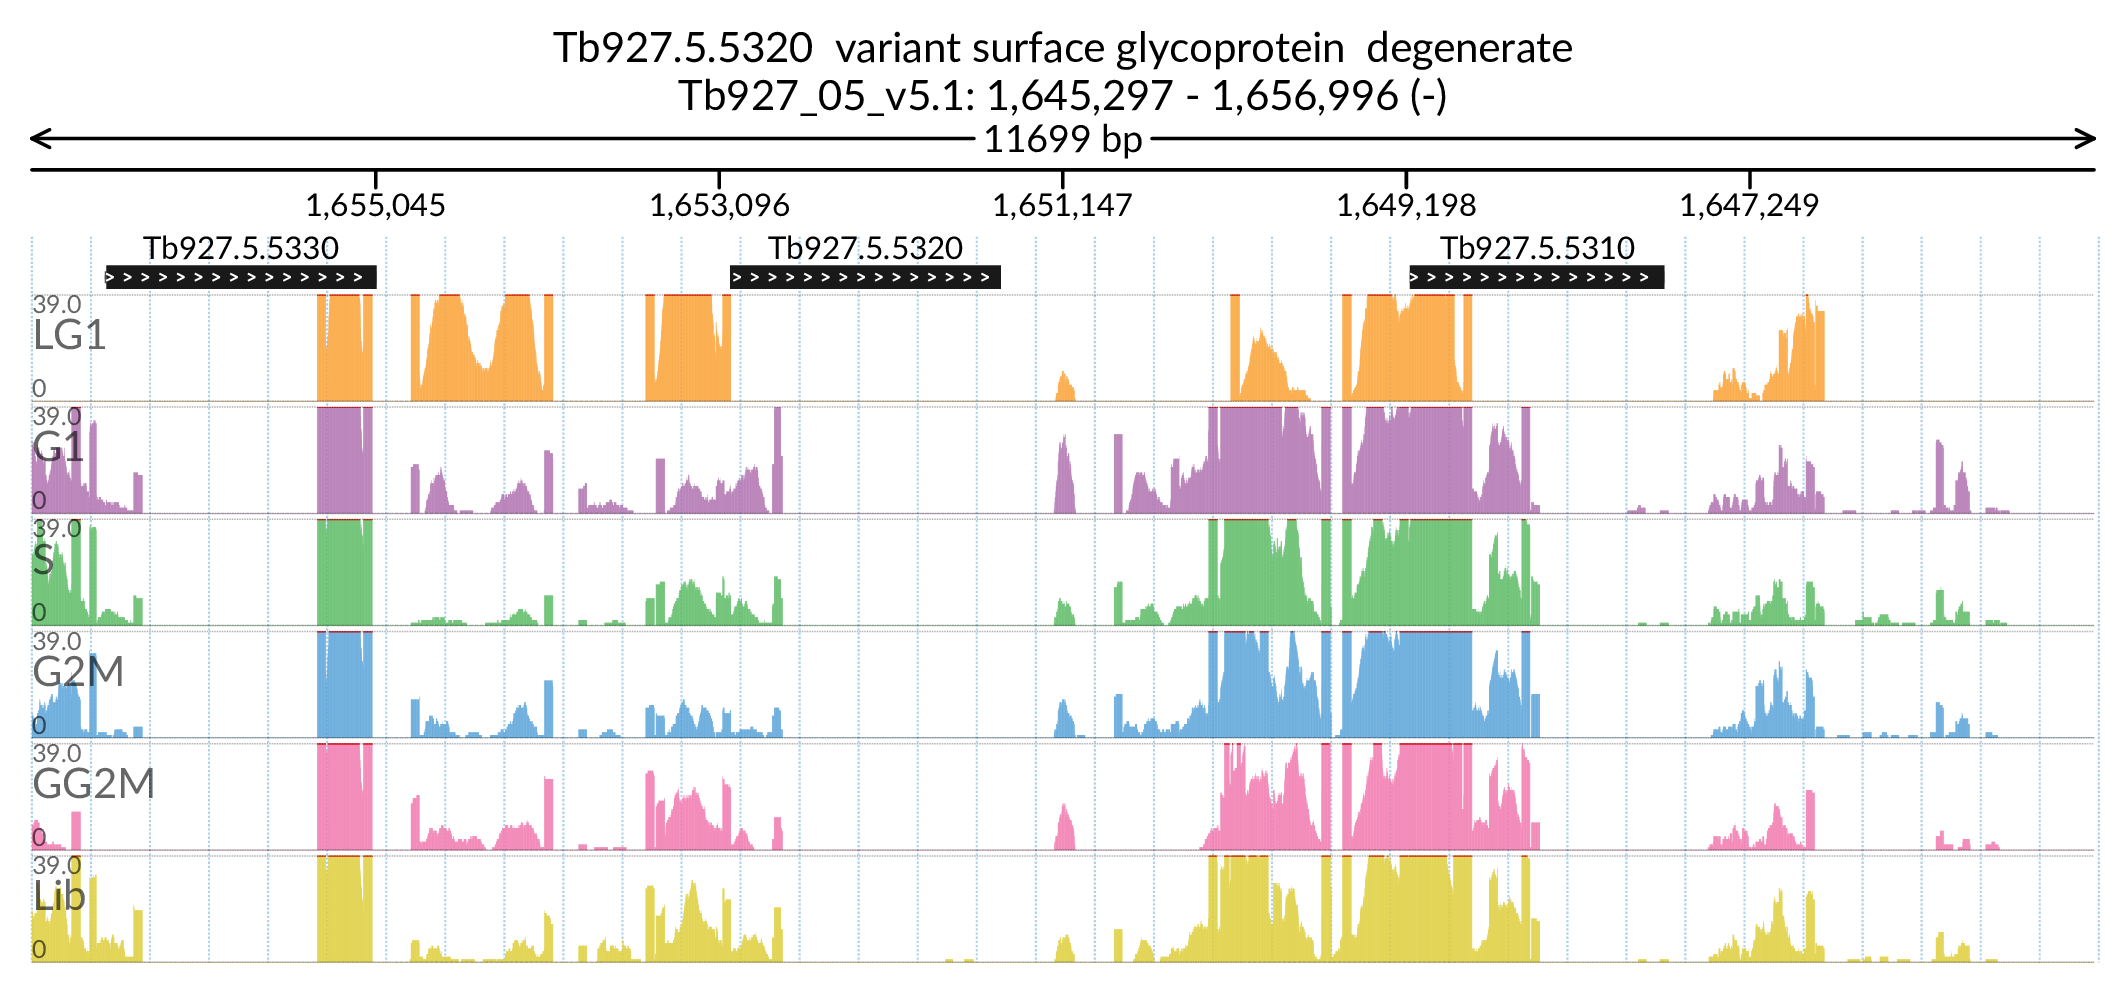 Tb927.5.5320 variant surface glycoprotein degenerate
Tb927_05_v5.1: 1,645,297 - 1,656,996 (-)
11699 bp
1,655,045 1,653,096 1,651,147 1,649,198 1,647,249
Tb927.5.5330 Tb927.5.5320 Tb927.5.5310
39.0
LG1
0
39.0
G1
0
39.0
S
0
39.0
G2M
0
39.0
GG2M
0
39.0
Lib
0